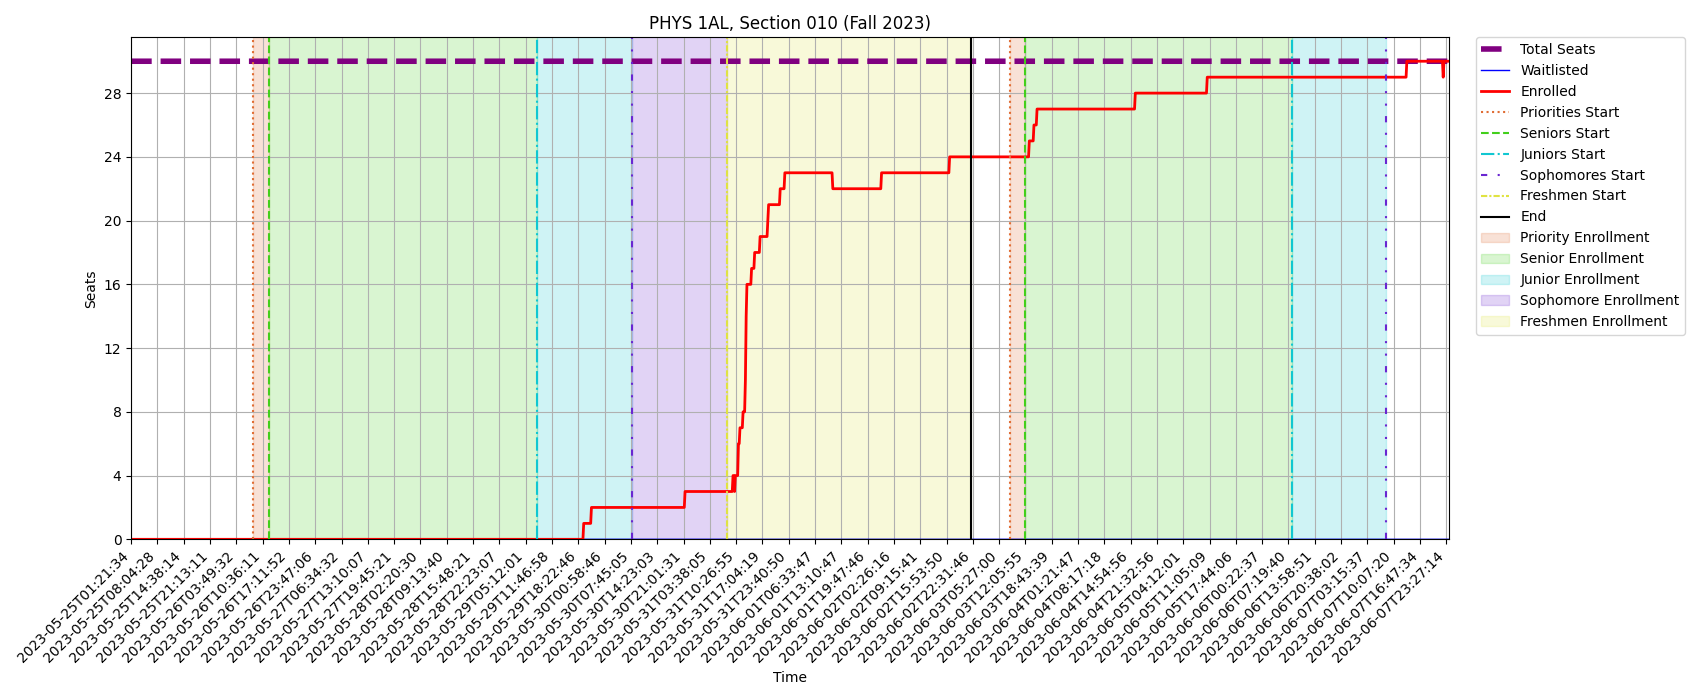 PHYS 1AL, Section 010 (Fall 2023)
Seats
28
24
20
16
12
8
4
0
2023-05-25T01:21:34
2023-05-25T08:04:28
2023-05-25T14:38:14
2023-05-25T21:13:11
2023-05-26T03:49:32
2023-05-26T10:36:11
2023-05-26T17:11:52
2023-05-26T23:47:06
2023-05-27T06:34:32
2023-05-27T13:10:07
2023-05-27T19:45:21
2023-05-28T02:20:30
2023-05-28T09:13:40
2023-05-28T15:48:21
2023-05-28T22:23:07
2023-05-29T05:12:01
2023-05-29T11:46:58
2023-05-29T18:22:46
2023-05-30T00:58:46
2023-05-30T07:45:05
2023-05-30T14:23:03
2023-05-30T21:01:31
2023-05-31T03:38:05
2023-05-31T10:26:55
2023-05-31T17:04:19
2023-05-31T23:40:50
2023-06-01T06:33:47
2023-06-01T13:10:47
2023-06-01T19:47:46
2023-06-02T02:26:16
2023-06-02T09:15:41
2023-06-02T15:53:50
2023-06-02T22:31:46
2023-06-03T05:27:00
2023-06-03T12:05:55
2023-06-03T18:43:39
2023-06-04T01:21:47
2023-06-04T08:17:18
2023-06-04T14:54:56
2023-06-04T21:32:56
2023-06-05T04:12:01
2023-06-05T11:05:09
2023-06-05T17:44:06
2023-06-06T00:22:37
2023-06-06T07:19:40
2023-06-06T13:58:51
2023-06-06T20:38:02
2023-06-07T03:15:37
2023-06-07T10:07:20
2023-06-07T16:47:34
2023-06-07T23:27:14
Time
Total Seats
Waitlisted
Enrolled
Priorities Start
Seniors Start
Juniors Start
Sophomores Start
Freshmen Start
End
Priority Enrollment
Senior Enrollment
Junior Enrollment
Sophomore Enrollment
Freshmen Enrollment